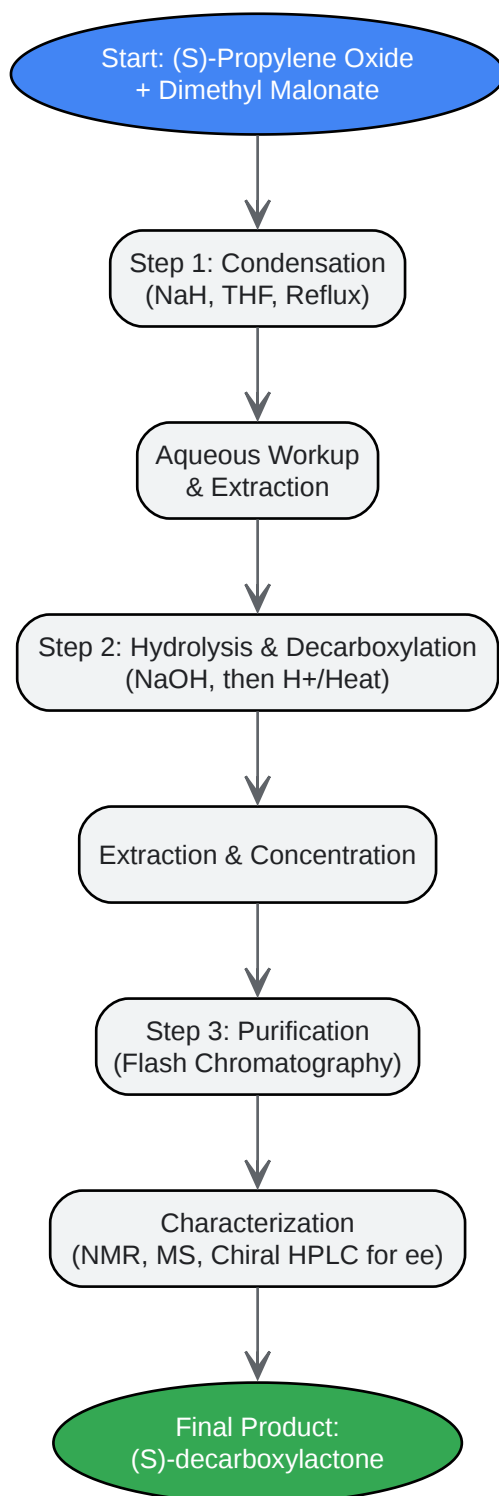 Start: (S)-Propylene Oxide
+ Dimethyl Malonate
Step 1: Condensation
(NaH, THF, Reflux)
Aqueous Workup
& Extraction
Step 2: Hydrolysis & Decarboxylation
(NaOH, then H+/Heat)
Extraction & Concentration
Step 3: Purification
(Flash Chromatography)
Characterization
(NMR, MS, Chiral HPLC for ee)
Final Product:
(S)-decarboxylactone